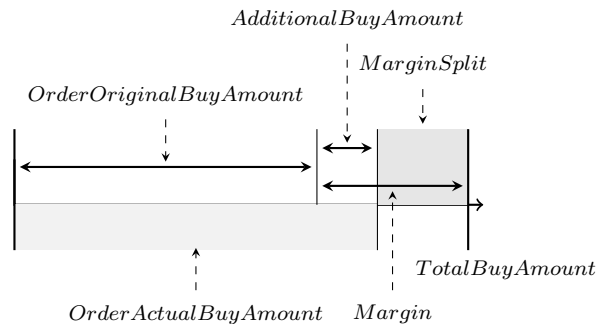 AdditionalBuyAmount
MarginSplit
OrderOriginalBuyAmount
TotalBuyAmount
OrderActualBuyAmount
Margin